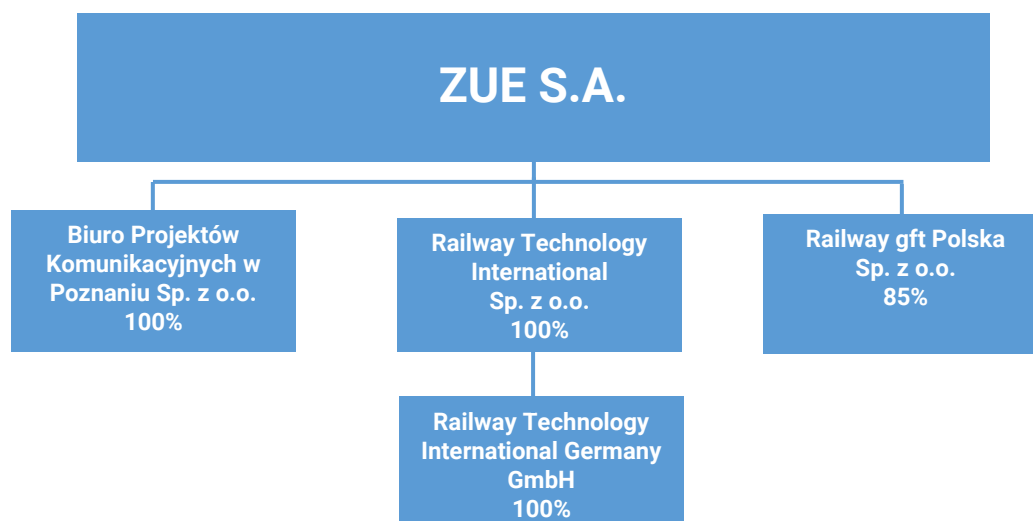 ZUE S.A.
Biuro Projektów
Komunikacyjnych w
Poznaniu Sp. z o.o.
100%
Railway Technology
International
Sp. z o.o.
100%
Railway gft Polska
Sp. z o.o.
85%
Railway Technology
International Germany
GmbH
100%